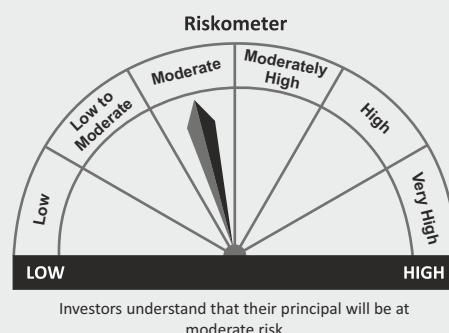 Riskometer
Low
Low to
Moderate
Moderate
Moderately
High
High
Very High
LOW
HIGH
Investors understand that their principal will be at
moderate risk